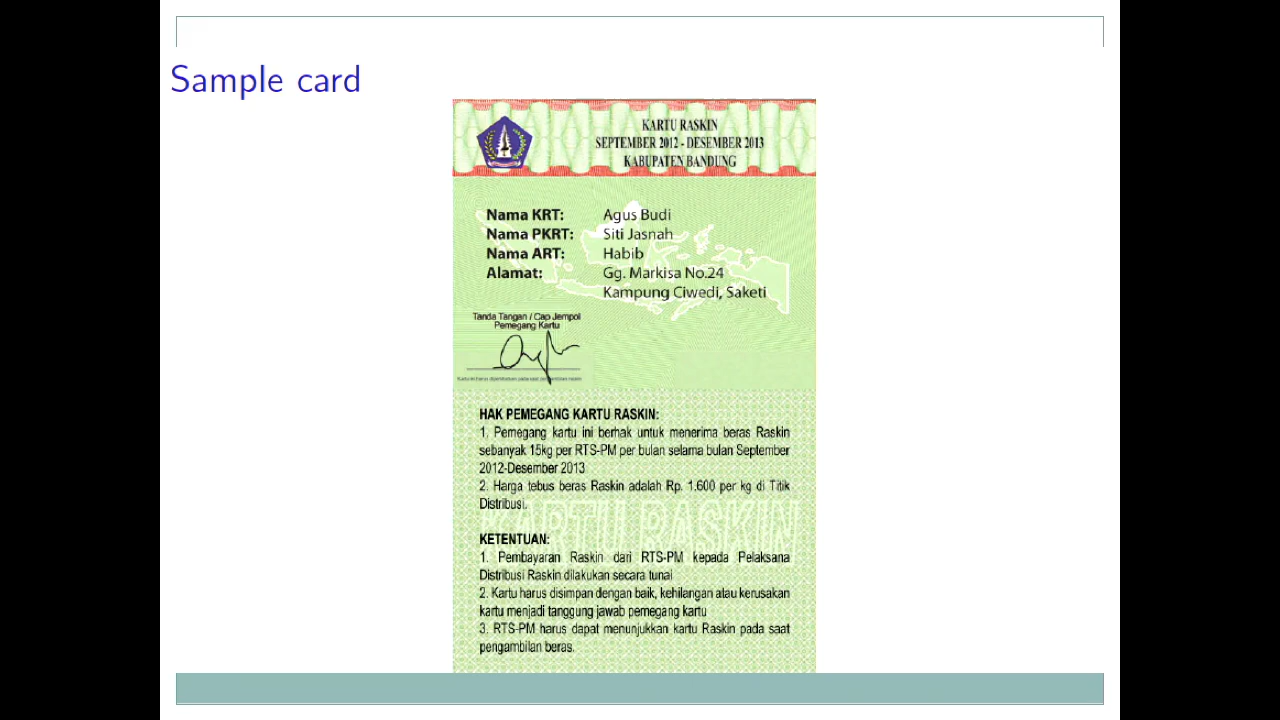 Sample card
KARTU RASKIN
SEPTEMBER 2012 - DESEMBER 2013
KABUPATEN BANDUNG
Nama KRT: Agus Budi
Nama PKRT: Siti Jasnah
Nama ART: Habib
Alamat: Gg. Markisa No.24
Kampung Ciwedi, Saketi
Tanda Tangan / Cap Jempol
Pemegang Kartu
HAK PEMEGANG KARTU RASKIN:
1. Pemegang kartu ini berhak untuk menerima beras Raskin
sebanyak 15kg per RTS-PM per bulan selama bulan September
2012-Desember 2013
2. Harga tebus beras Raskin adalah Rp. 1.600 per kg di Titik
Distribusi.
KARTU RASKIN
KETENTUAN:
1. Pembayaran Raskin dari RTS-PM kepada Pelaksana
Distribusi Raskin dilakukan secara tunai
2. Kartu harus disimpan dengan baik, kehilangan atau kerusakan
kartu menjadi tanggung jawab pemegang kartu
3. RTS-PM harus dapat menunjukkan kartu Raskin pada saat
pengambilan beras.